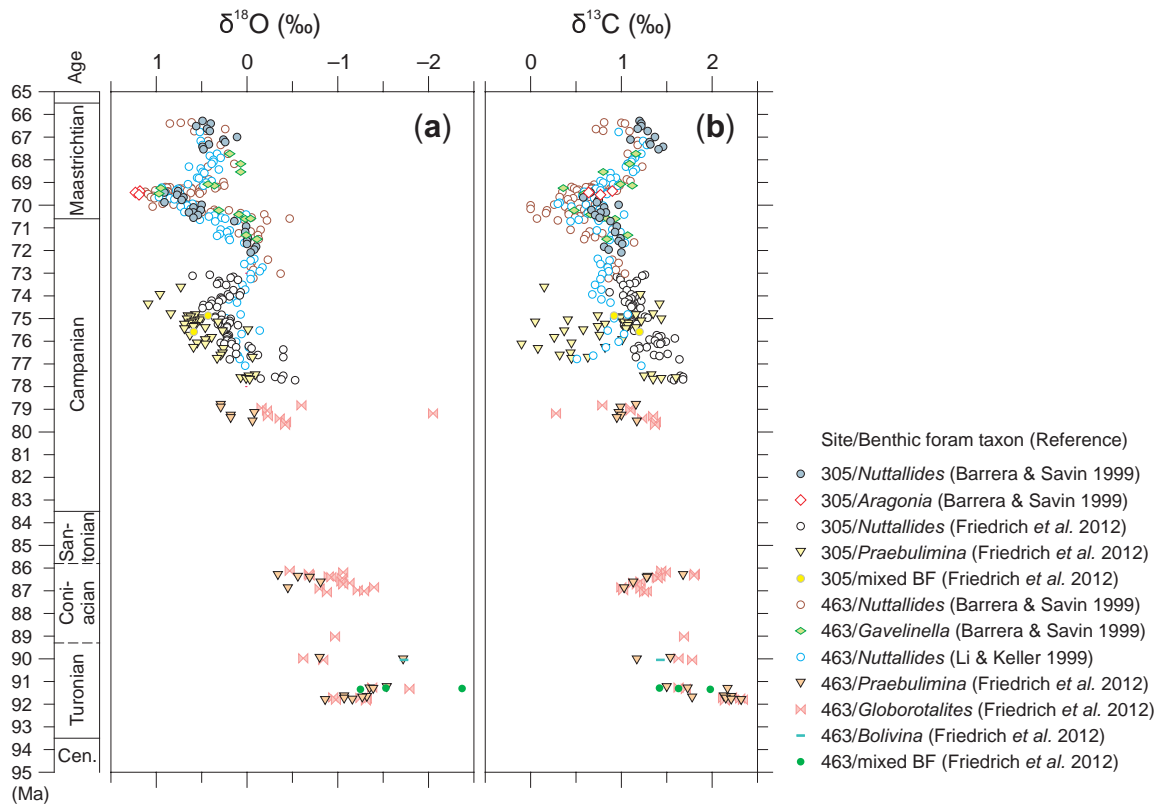 δ18O (‰)
δ13C (‰)
Age
1 0 −1 −2
0 1 2
65
66
67
68
69
70
71
72
73
74
75
76
77
78
79
80
81
82
83
84
85
86
87
88
89
90
91
92
93
94
95
(Ma)
Maastrichtian
Campanian
San-
tonian
Coni-
acian
Turonian
Cen.
(a)
(b)
Site/Benthic foram taxon (Reference)
305/Nuttallides (Barrera & Savin 1999)
305/Aragonia (Barrera & Savin 1999)
305/Nuttallides (Friedrich et al. 2012)
305/Praebulimina (Friedrich et al. 2012)
305/mixed BF (Friedrich et al. 2012)
463/Nuttallides (Barrera & Savin 1999)
463/Gavelinella (Barrera & Savin 1999)
463/Nuttallides (Li & Keller 1999)
463/Praebulimina (Friedrich et al. 2012)
463/Globorotalites (Friedrich et al. 2012)
463/Bolivina (Friedrich et al. 2012)
463/mixed BF (Friedrich et al. 2012)